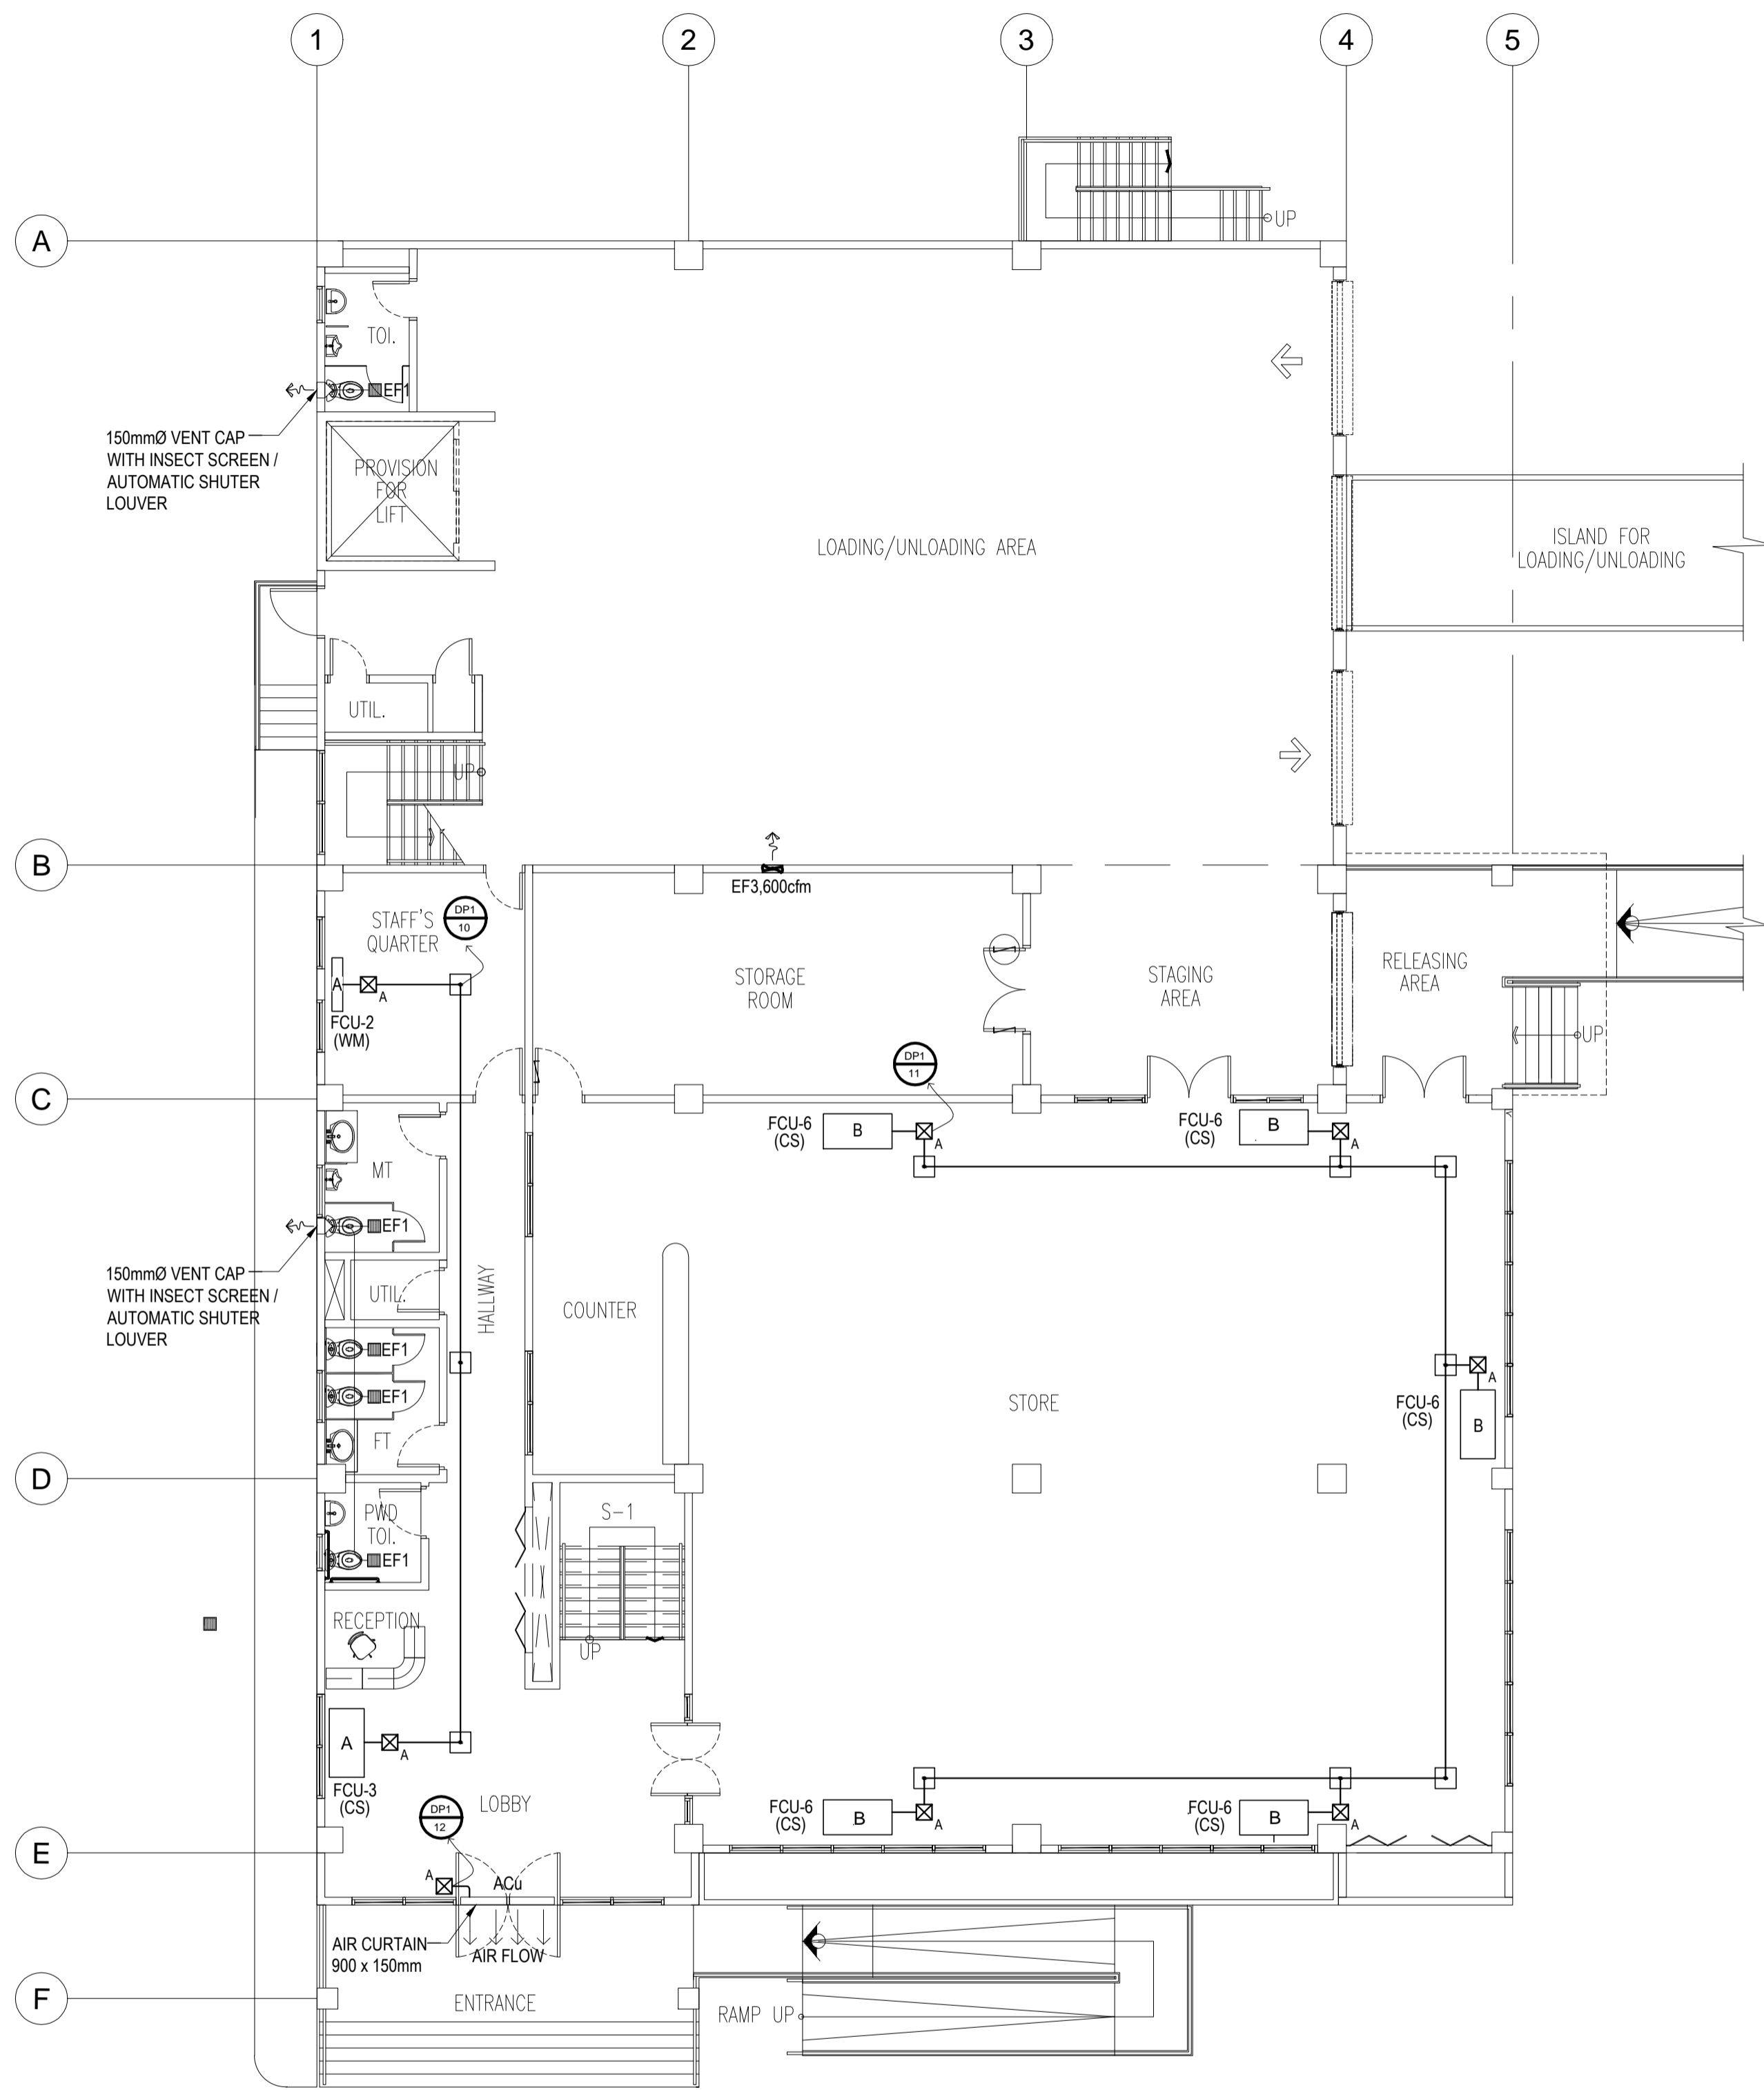 1
2
3
4
5
A
UP
TOI.
EF1
150mmØ VENT CAP
WITH INSECT SCREEN /
AUTOMATIC SHUTER
LOUVER
PROVISION
FOR
LIFT
LOADING/UNLOADING AREA
ISLAND FOR
LOADING/UNLOADING
UTIL.
UP
B
EF3,600cfm
STAFF'S
QUARTER
DP1
10
STORAGE
ROOM
STAGING
AREA
RELEASING
AREA
A
A
FCU-2
(WM)
UP
DP1
11
C
FCU-6
(CS)
B
A
FCU-6
(CS)
B
A
MT
EF1
150mmØ VENT CAP
WITH INSECT SCREEN /
AUTOMATIC SHUTER
LOUVER
UTIL.
HALLWAY
COUNTER
EF1
EF1
FT
STORE
A
FCU-6
(CS)
B
D
PWD
TOI.
EF1
S-1
UP
RECEPTION
A
A
FCU-3
(CS)
LOBBY
DP1
12
FCU-6
(CS)
B
A
FCU-6
(CS)
B
A
E
A
ACu
AIR CURTAIN
900 x 150mm
AIR FLOW
F
ENTRANCE
RAMP UP